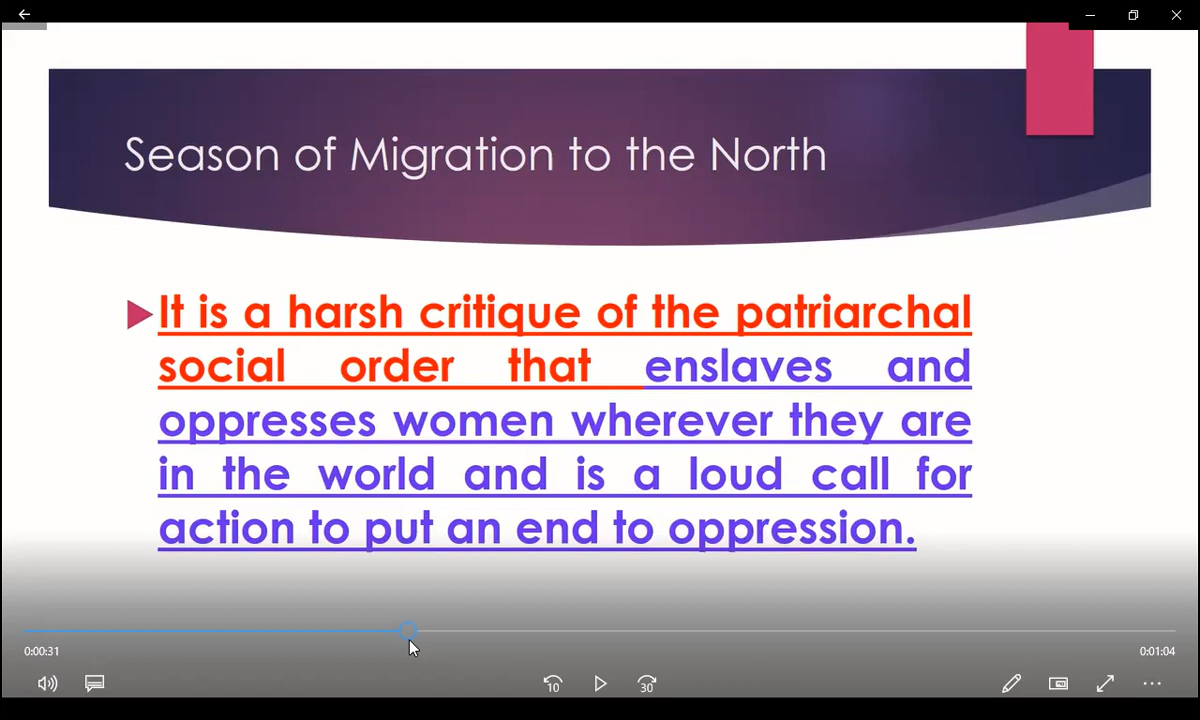 Season of Migration to the North
It is a harsh critique of the patriarchal
social order that enslaves and
oppresses women wherever they are
in the world and is a loud call for
action to put an end to oppression.
0:00:31
0:01:04
10
30